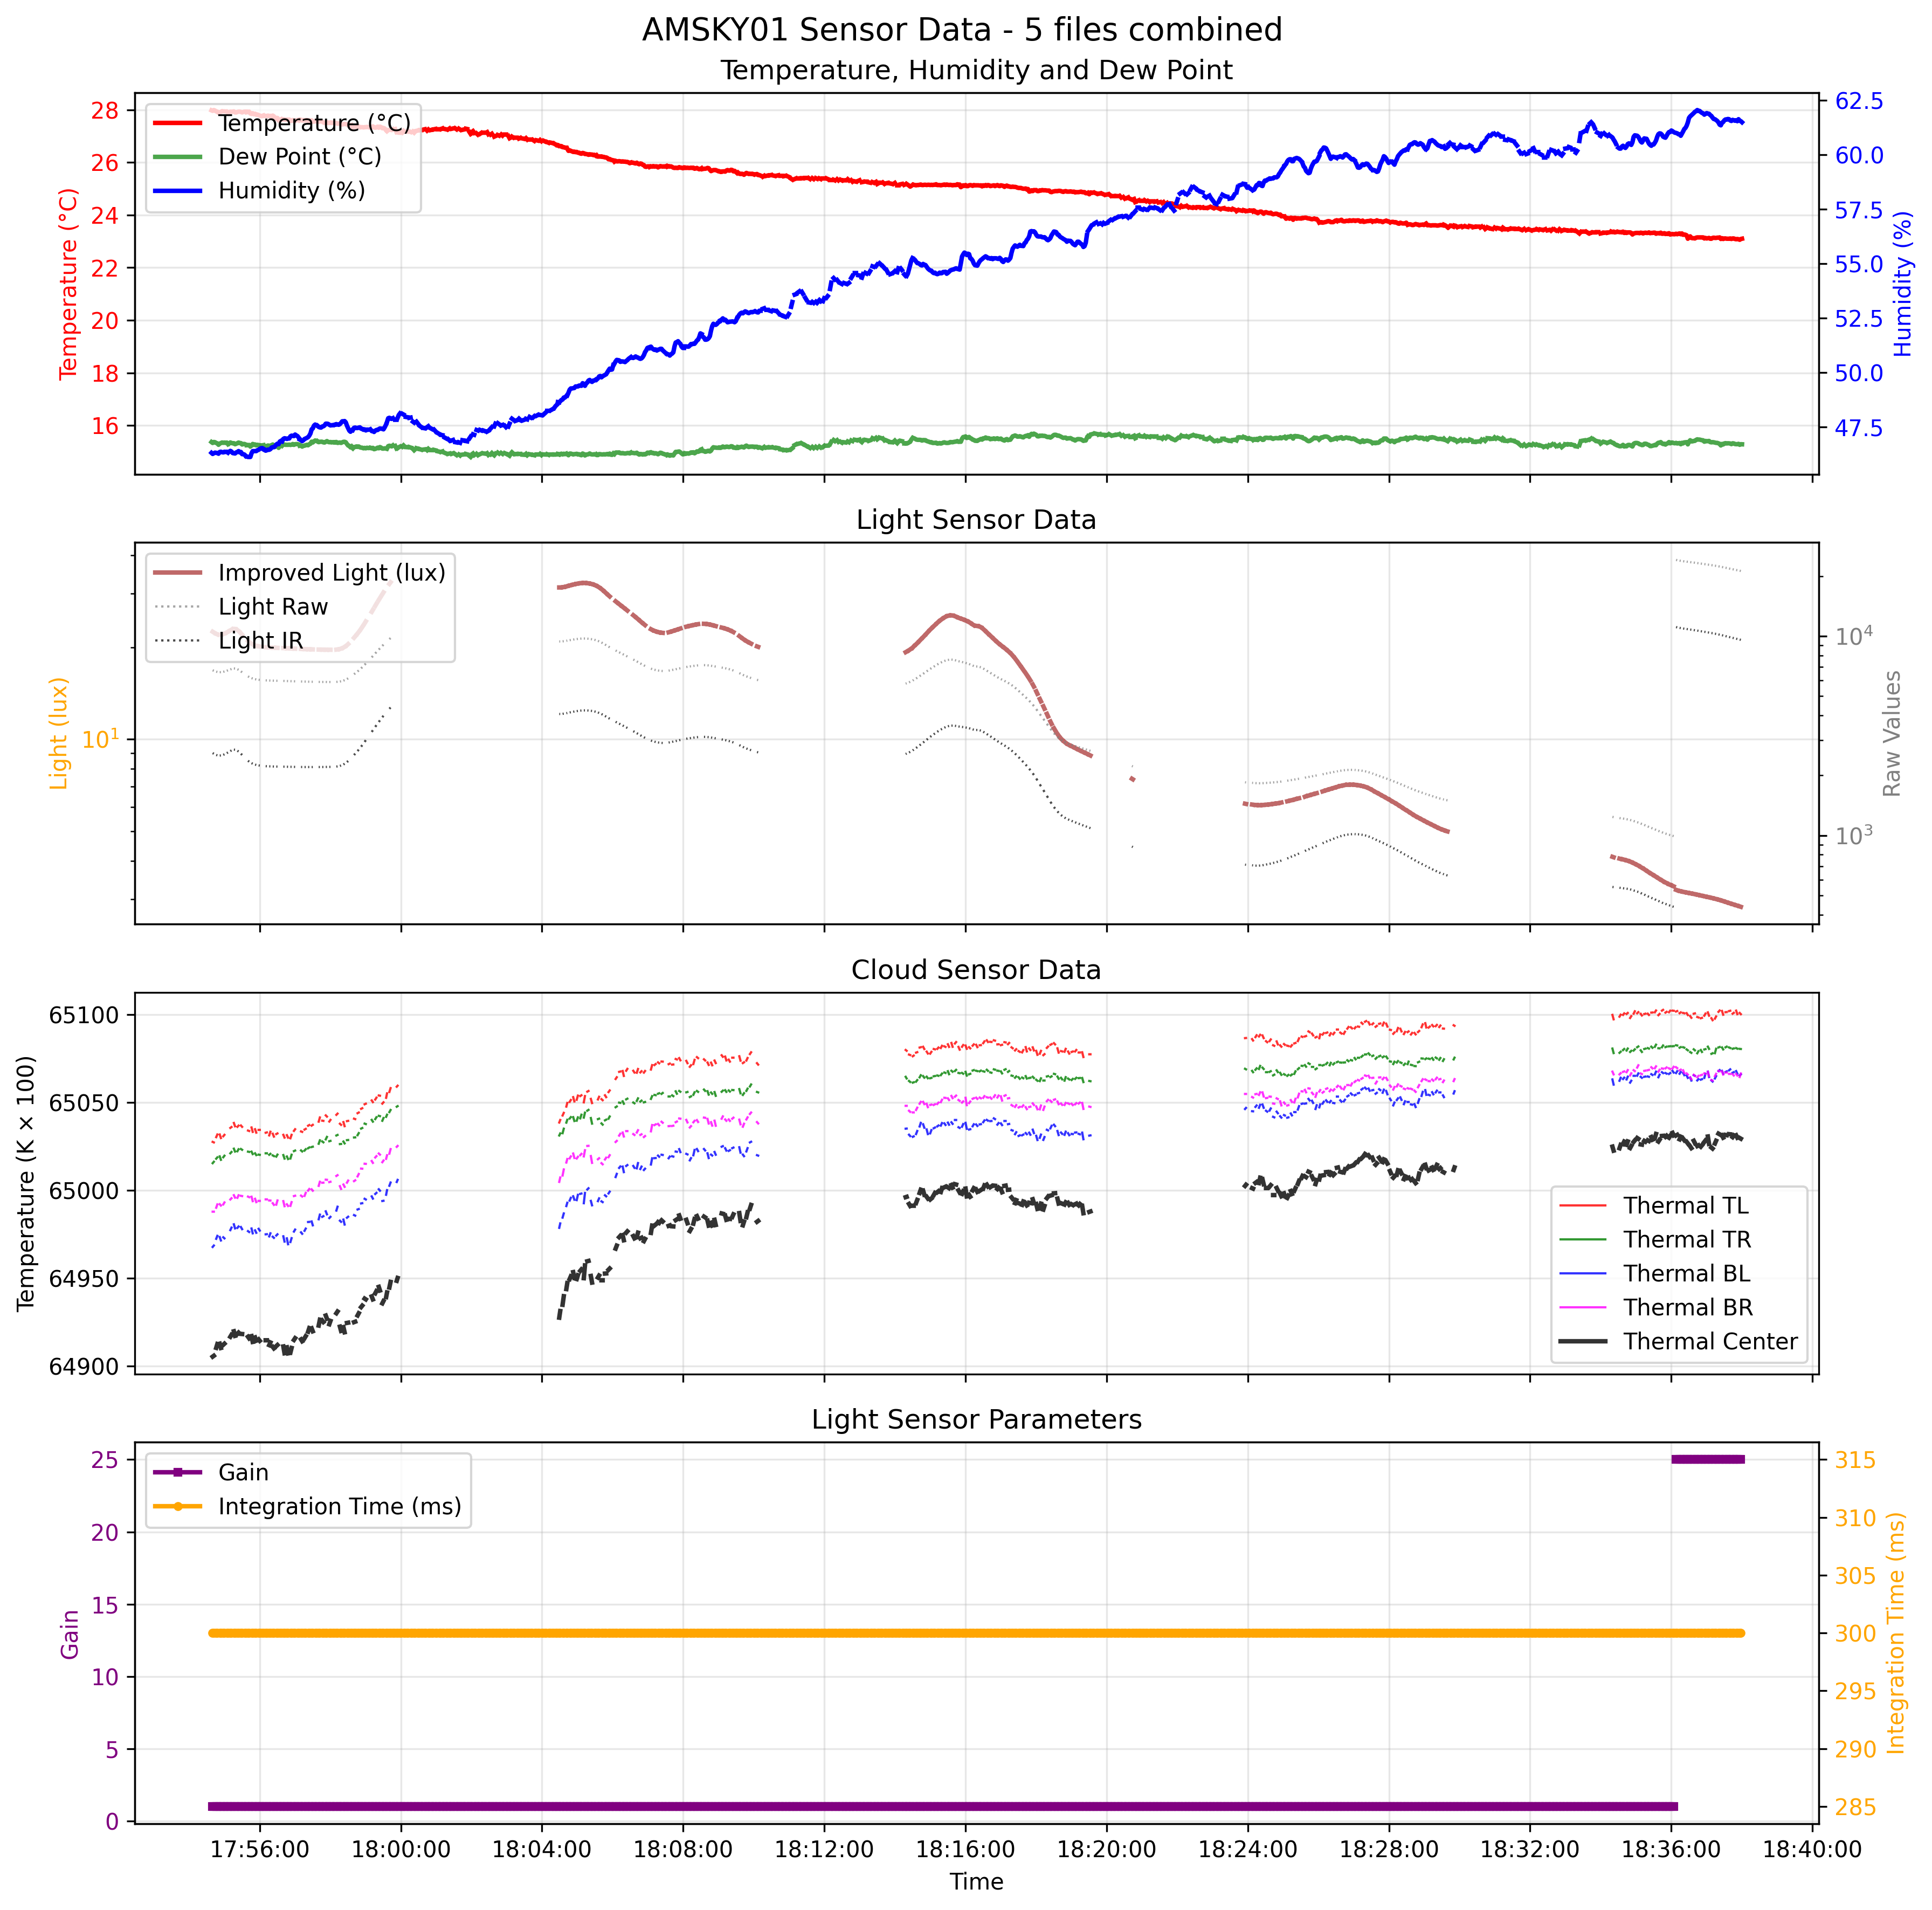 AMSKY01 Sensor Data - 5 files combined
Temperature, Humidity and Dew Point
Temperature (°C)
Dew Point (°C)
Humidity (%)
28
26
24
22
20
18
16
Temperature (°C)
62.5
60.0
57.5
55.0
52.5
50.0
47.5
Humidity (%)
Light Sensor Data
Improved Light (lux)
Light Raw
Light IR
10¹
Light (lux)
10⁴
10³
Raw Values
Cloud Sensor Data
65100
65050
65000
64950
64900
Temperature (K × 100)
Thermal TL
Thermal TR
Thermal BL
Thermal BR
Thermal Center
Light Sensor Parameters
Gain
Integration Time (ms)
25
20
15
10
5
0
Gain
315
310
305
300
295
290
285
Integration Time (ms)
17:56:00 18:00:00 18:04:00 18:08:00 18:12:00 18:16:00 18:20:00 18:24:00 18:28:00 18:32:00 18:36:00 18:40:00
Time